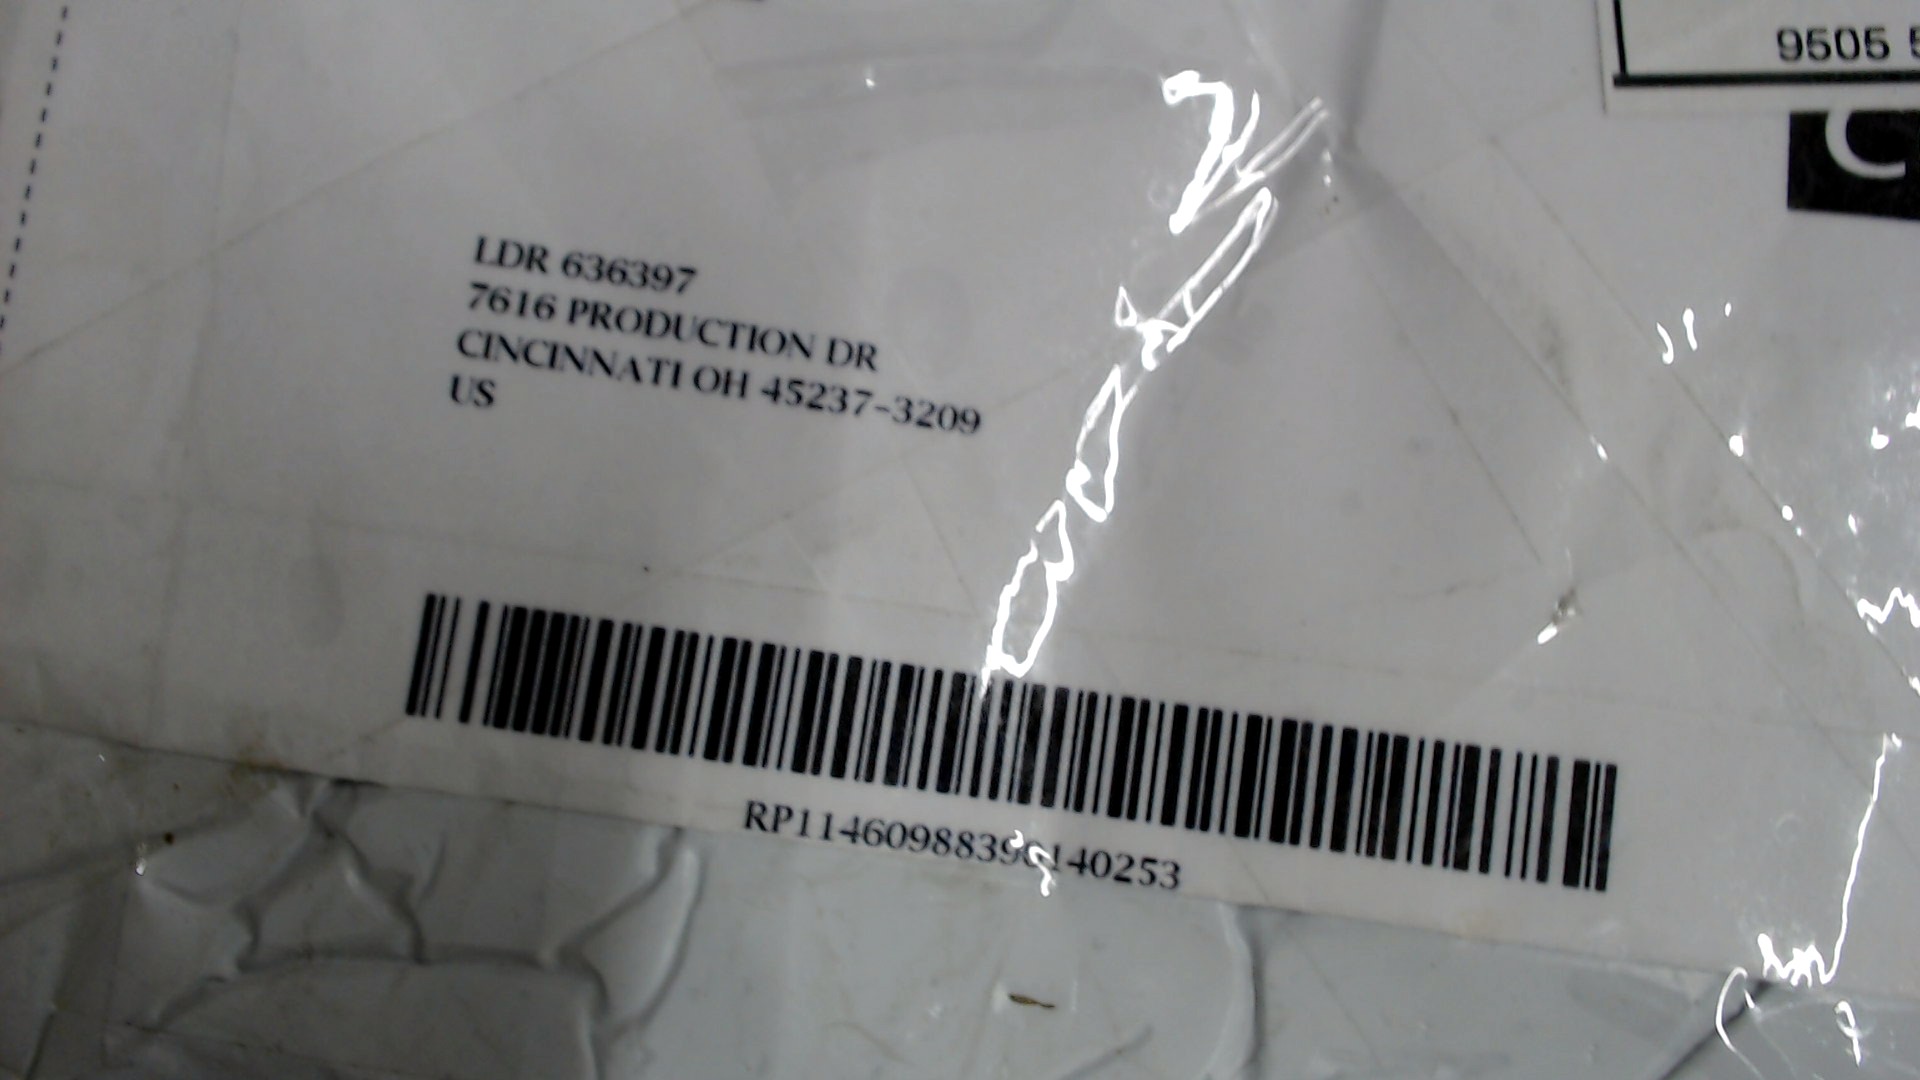 9505
C
LDR 636397
7616 PRODUCTION DR
CINCINNATI OH 45237-3209
US